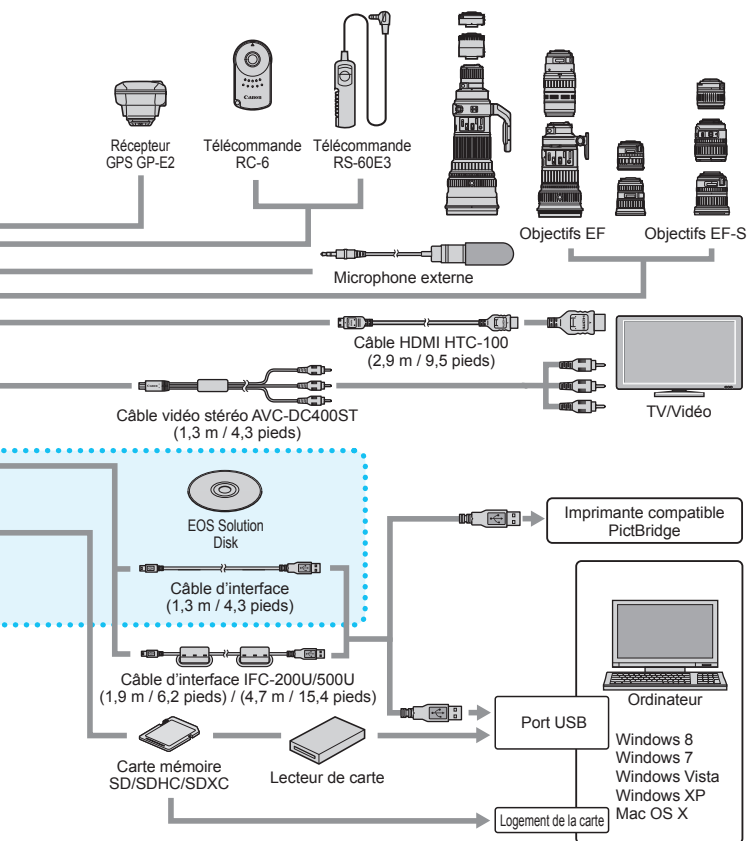 Canon
Récepteur
GPS GP-E2
Télécommande
RC-6
Télécommande
RS-60E3
Objectifs EF
Objectifs EF-S
Microphone externe
Câble HDMI HTC-100
(2,9 m / 9,5 pieds)
TV/Vidéo
Câble vidéo stéréo AVC-DC400ST
(1,3 m / 4,3 pieds)
EOS Solution
Disk
Imprimante compatible
PictBridge
Câble d'interface
(1,3 m / 4,3 pieds)
Câble d'interface IFC-200U/500U
(1,9 m / 6,2 pieds) / (4,7 m / 15,4 pieds)
Ordinateur
Port USB
Windows 8
Windows 7
Windows Vista
Windows XP
Mac OS X
Carte mémoire
SD/SDHC/SDXC
Lecteur de carte
Logement de la carte